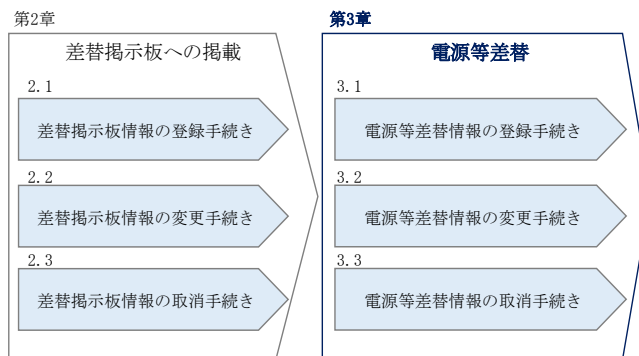 第2章
差替掲示板への掲載
2.1
差替掲示板情報の登録手続き
2.2
差替掲示板情報の変更手続き
2.3
差替掲示板情報の取消手続き
第3章
電源等差替
3.1
電源等差替情報の登録手続き
3.2
電源等差替情報の変更手続き
3.3
電源等差替情報の取消手続き